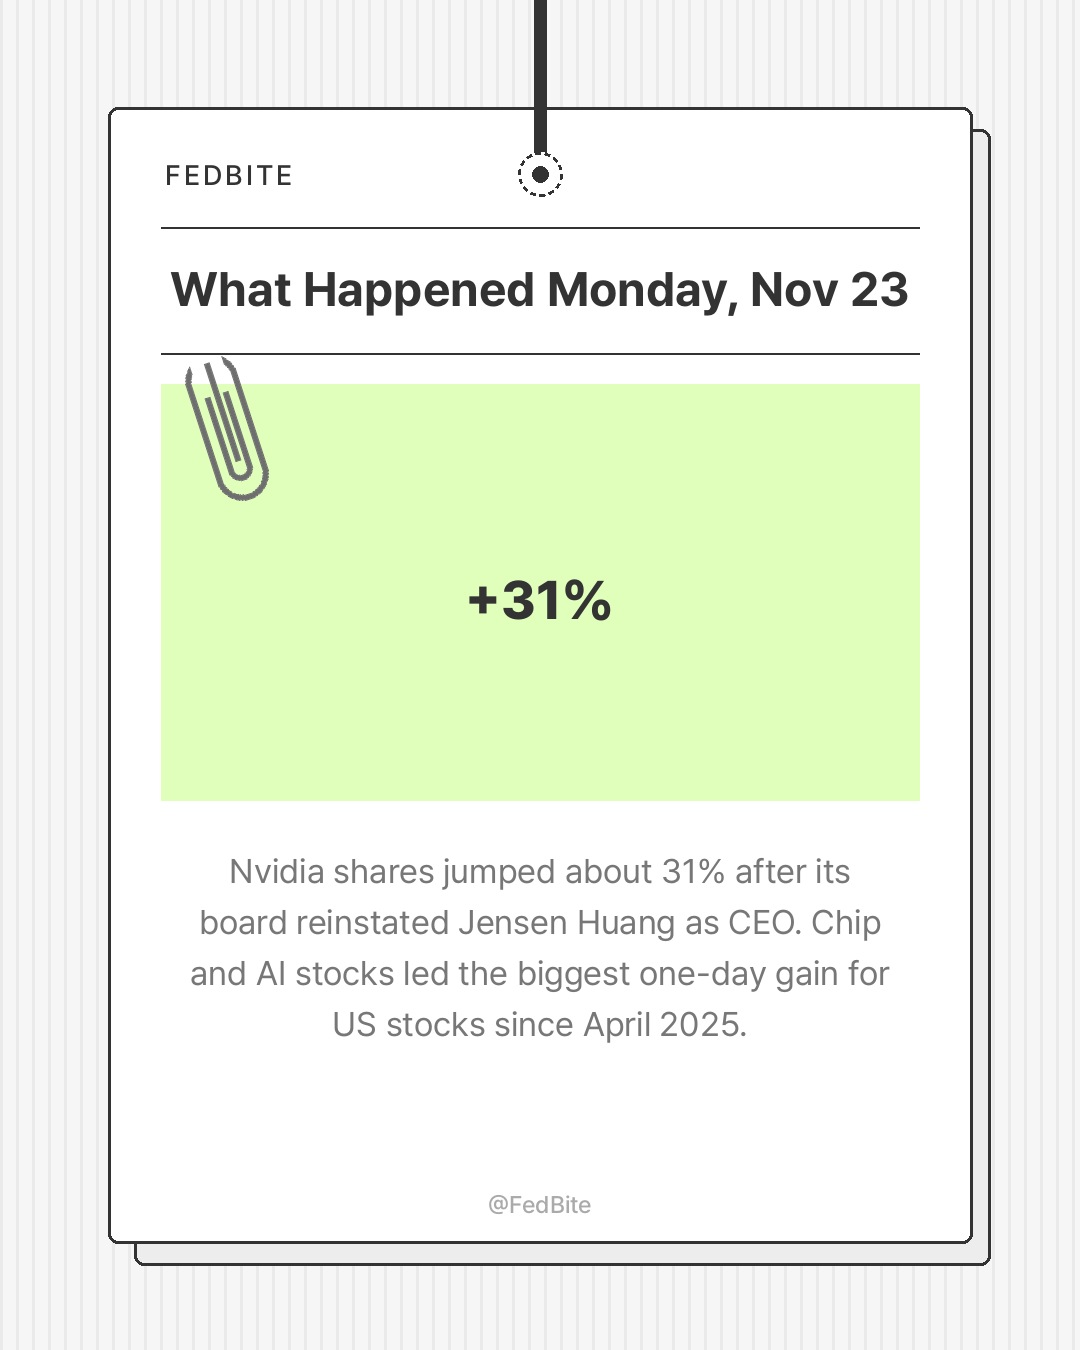 FEDBITE
What Happened Monday, Nov 23
+31%
Nvidia shares jumped about 31% after its
board reinstated Jensen Huang as CEO. Chip
and AI stocks led the biggest one-day gain for
US stocks since April 2025.
@FedBite